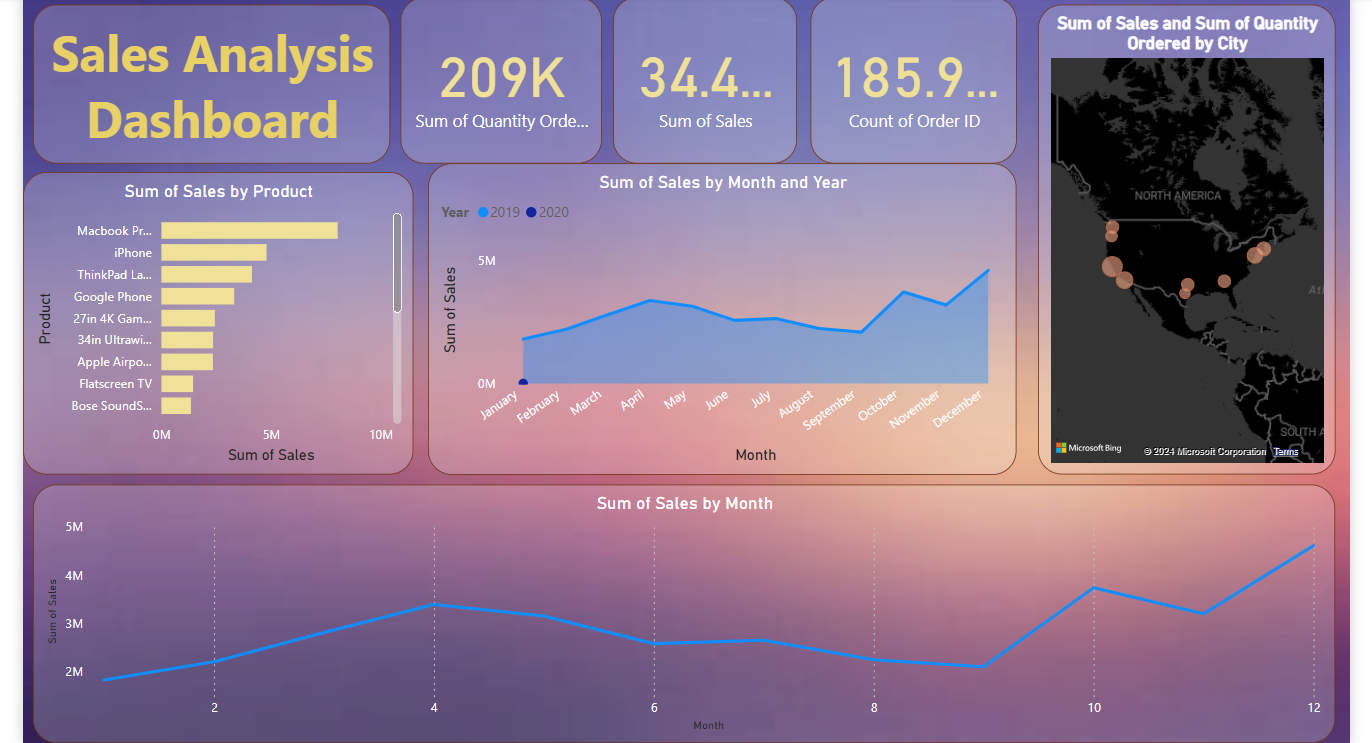 Sales Analysis
Dashboard
209K
Sum of Quantity Orde...
34.4...
Sum of Sales
185.9...
Count of Order ID
Sum of Sales and Sum of Quantity
Ordered by City
NORTH AMERICA
Atl
SOUTH A
Microsoft Bing
© 2024 Microsoft Corporation Terms
Sum of Sales by Product
Product
Macbook Pr...
iPhone
ThinkPad La...
Google Phone
27in 4K Gam...
34in Ultrawi...
Apple Airpo...
Flatscreen TV
Bose SoundS...
0M 5M 10M
Sum of Sales
Sum of Sales by Month and Year
Year 2019 2020
Sum of Sales
5M
0M
January February March April May June July August September October November December
Month
Sum of Sales by Month
Sum of Sales
5M
4M
3M
2M
2 4 6 8 10 12
Month